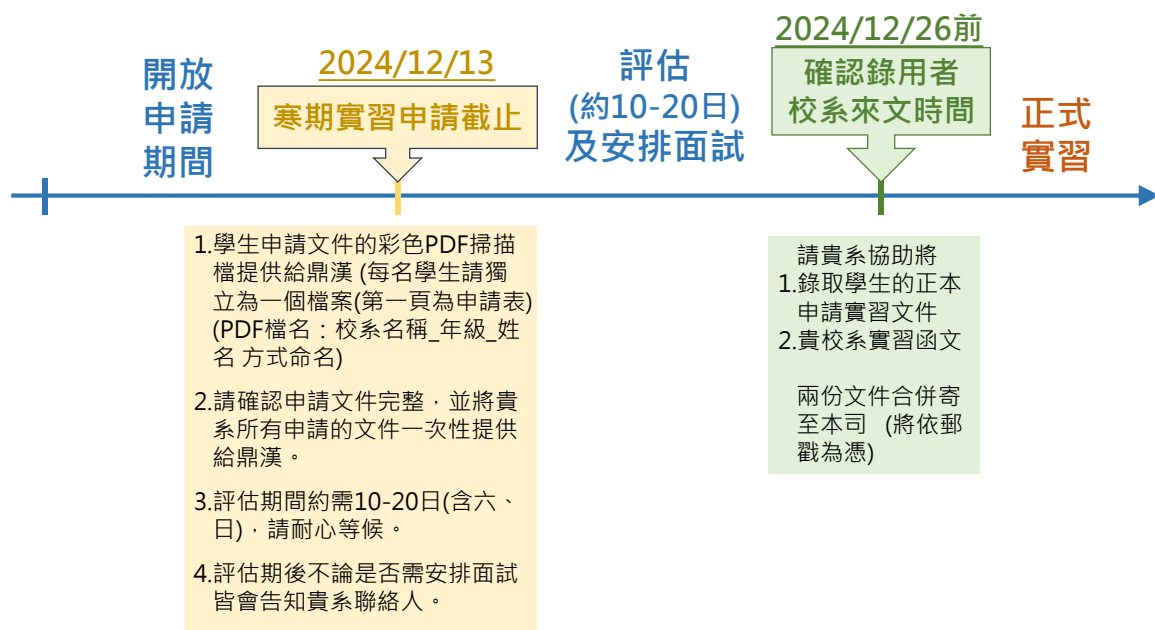 開放
申請
期間
2024/12/13
寒期實習申請截止
評估
(約10-20日)
及安排面試
2024/12/26前
確認錄用者
校系來文時間
正式
實習
1.學生申請文件的彩色PDF掃描
檔提供給鼎漢 (每名學生請獨
立為一個檔案(第一頁為申請表)
(PDF檔名：校系名稱_年級_姓
名 方式命名)
2.請確認申請文件完整，並將貴
系所有申請的文件一次性提供
給鼎漢。
3.評估期間約需10-20日(含六、
日)，請耐心等候。
4.評估期後不論是否需安排面試
皆會告知貴系聯絡人。
請貴系協助將
1.錄取學生的正本
申請實習文件
2.貴校系實習函文
兩份文件合併寄
至本司 (將依郵
戳為憑)